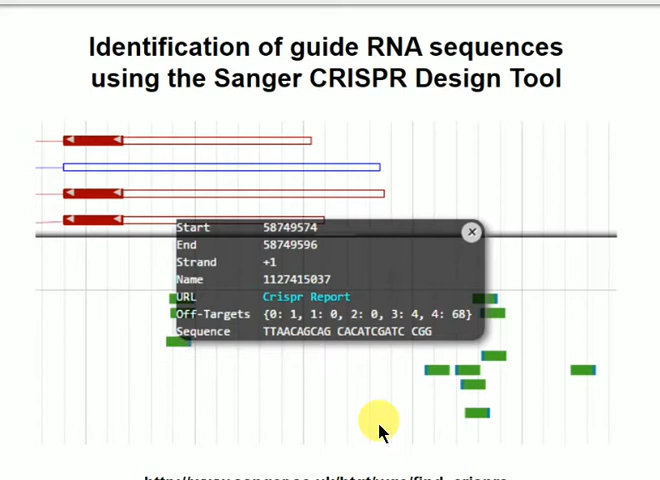 Identification of guide RNA sequences
using the Sanger CRISPR Design Tool
Start 58749574
End 58749596
Strand +1
Name 1127415037
URL Crispr Report
Off-Targets {0: 1, 1: 0, 2: 0, 3: 4, 4: 68}
Sequence TTAACAGCAG CACATCGATC CGG